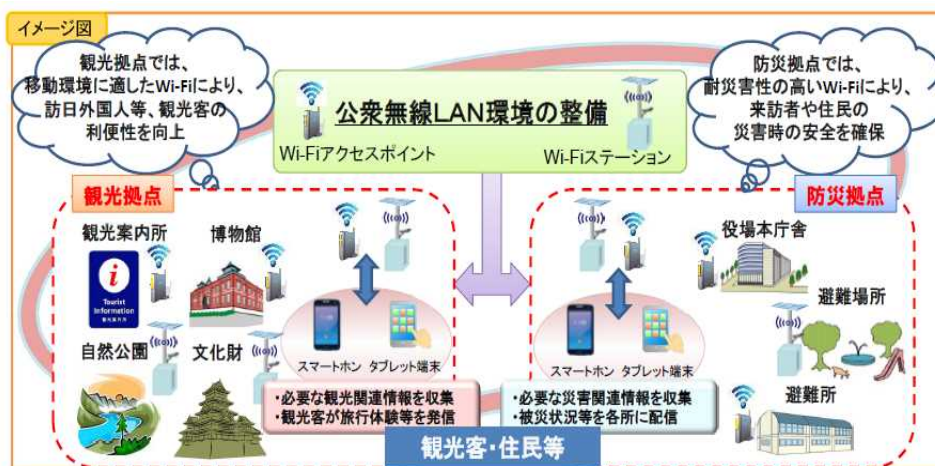 イメージ図
観光拠点では、
移動環境に適したWi-Fiにより、
訪日外国人等、観光客の
利便性を向上
公衆無線LAN環境の整備
Wi-Fiアクセスポイント
Wi-Fiステーション
防災拠点では、
耐災害性の高いWi-Fiにより、
来訪者や住民の
災害時の安全を確保
観光拠点
観光案内所
博物館
i
Tourist
Information
観光案内所
自然公園
文化財
スマートホン タブレット端末
・必要な観光関連情報を収集
・観光客が旅行体験等を発信
防災拠点
役場本庁舎
避難場所
スマートホン タブレット端末
・必要な災害関連情報を収集
・被災状況等を各所に配信
避難所
観光客・住民等